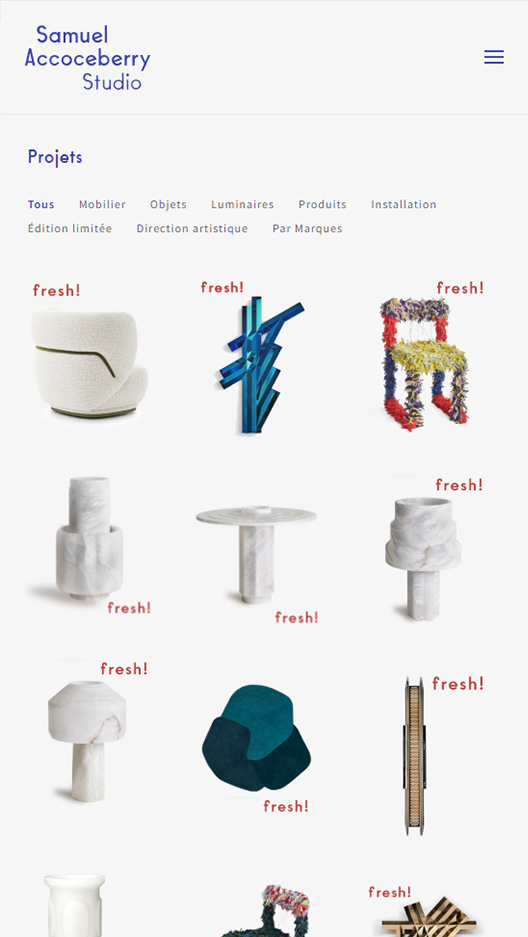 Samuel
Accoceberry
Studio
Projets
Tous Mobilier Objets Luminaires Produits Installation
Édition limitée Direction artistique Par Marques
fresh!
fresh!
fresh!
fresh!
fresh!
fresh!
fresh!
fresh!
fresh!
fresh!